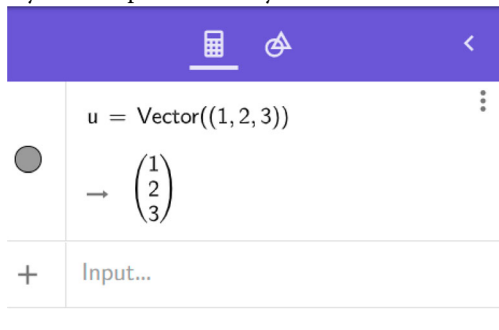 u = Vector((1, 2, 3))
→ (1
2
3)
+ Input...